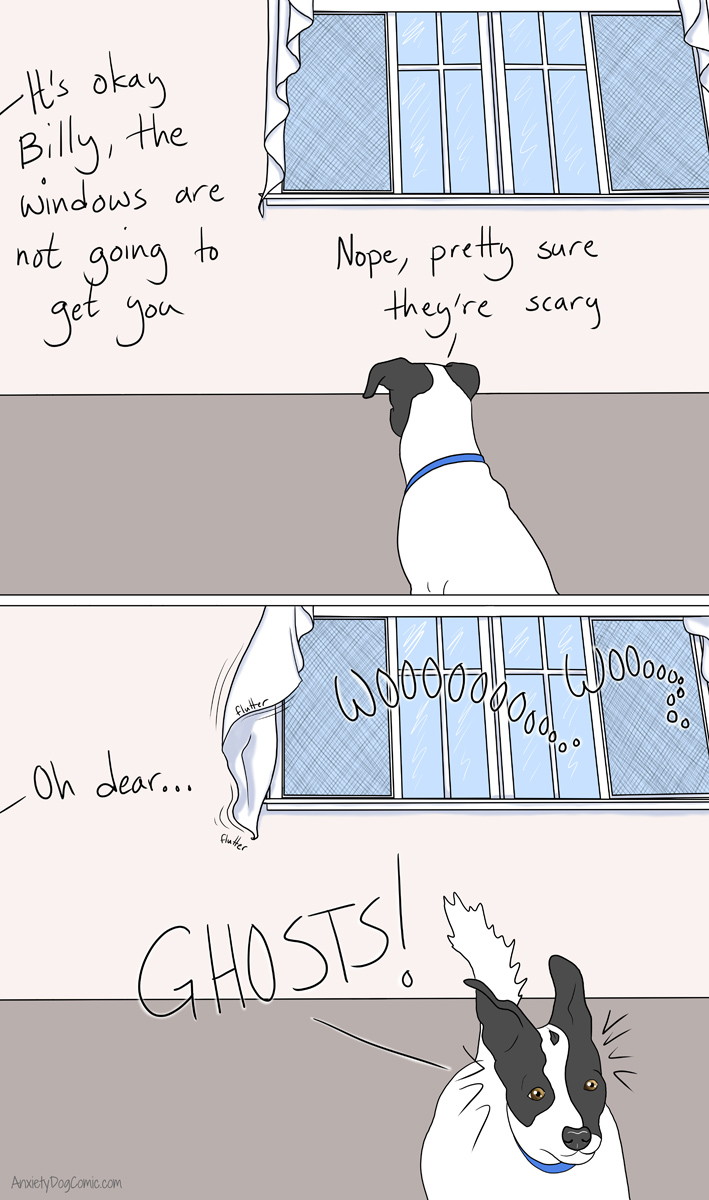 It's okay
Billy, the
windows are
not going to
get you
Nope, pretty sure
they're scary
flutter
WOOOOOOOOOOooo...
WOOOooo...
Oh dear...
flutter
GHOSTS!
AnxietyDogComic.com